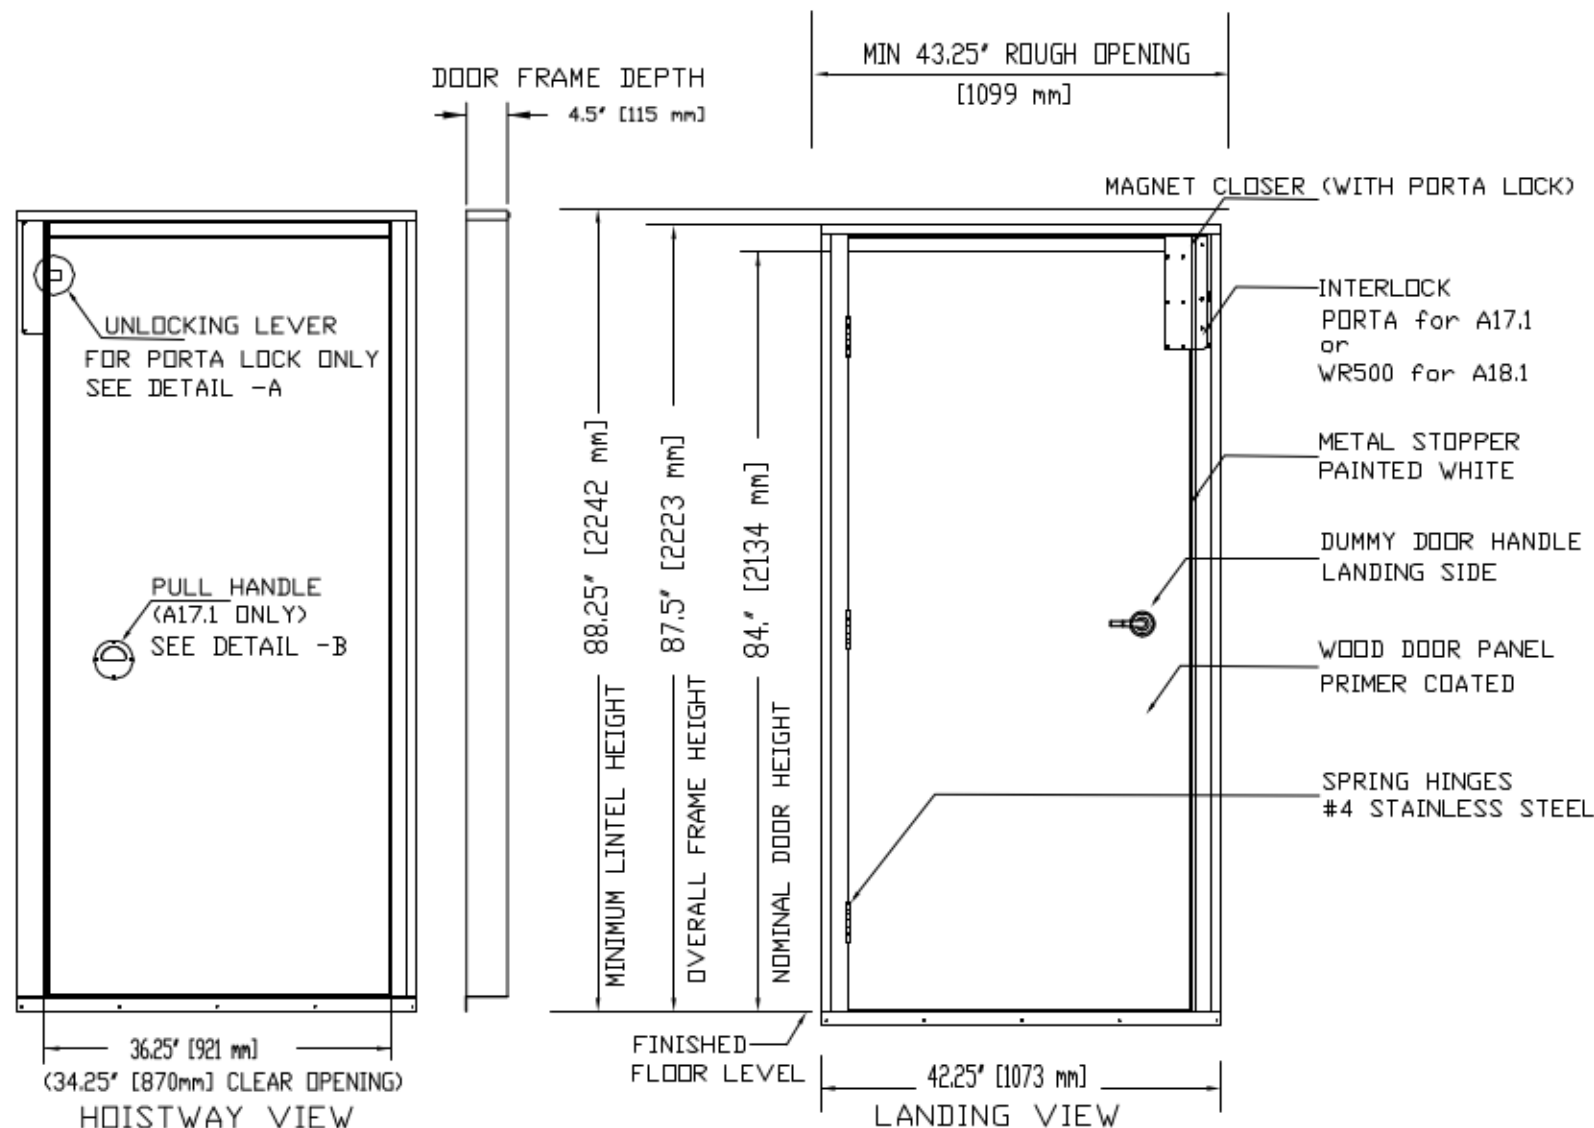 DOOR FRAME DEPTH
4.5" [115 mm]
MIN 43.25" ROUGH OPENING
[1099 mm]
MAGNET CLOSER (WITH PORTA LOCK)
UNLOCKING LEVER
FOR PORTA LOCK ONLY
SEE DETAIL -A
PULL HANDLE
(A17.1 ONLY)
SEE DETAIL -B
36.25" [921 mm]
(34.25" [870mm] CLEAR OPENING)
HOISTWAY VIEW
88.25" [2242 mm]
MINIMUM LINTEL HEIGHT
87.5" [2223 mm]
OVERALL FRAME HEIGHT
84." [2134 mm]
NOMINAL DOOR HEIGHT
INTERLOCK
PORTA for A17.1
or
WR500 for A18.1
METAL STOPPER
PAINTED WHITE
DUMMY DOOR HANDLE
LANDING SIDE
WOOD DOOR PANEL
PRIMER COATED
SPRING HINGES
#4 STAINLESS STEEL
FINISHED
FLOOR LEVEL
42.25" [1073 mm]
LANDING VIEW